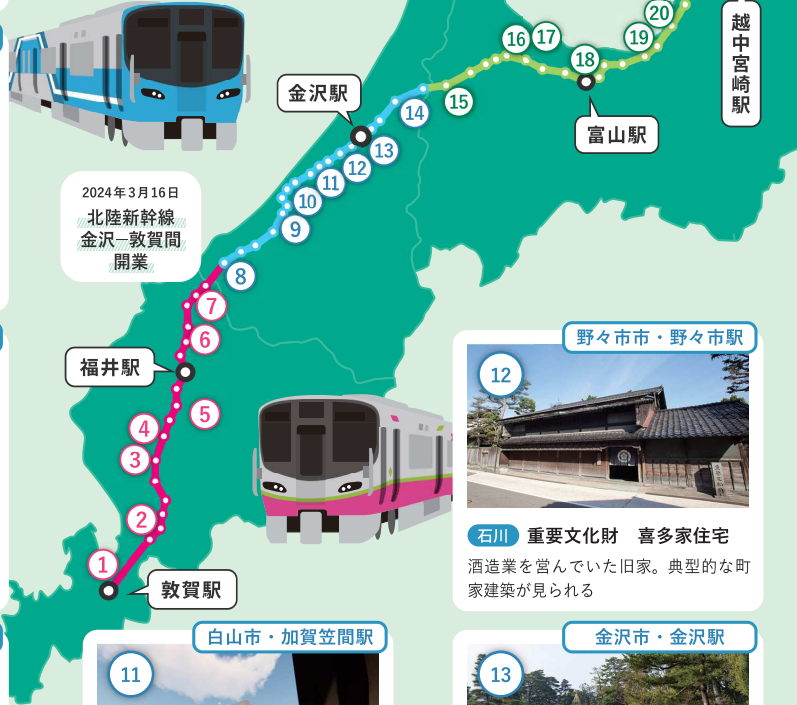 越中宮崎駅
20
19
18
17
16
15
富山駅
14
金沢駅
13
12
11
10
9
8
2024年3月16日
北陸新幹線
金沢―敦賀間
開業
7
6
福井駅
5
4
3
2
1
敦賀駅
野々市市・野々市駅
12
石川 重要文化財　喜多家住宅
酒造業を営んでいた旧家。典型的な町
家建築が見られる
白山市・加賀笠間駅
11
金沢市・金沢駅
13